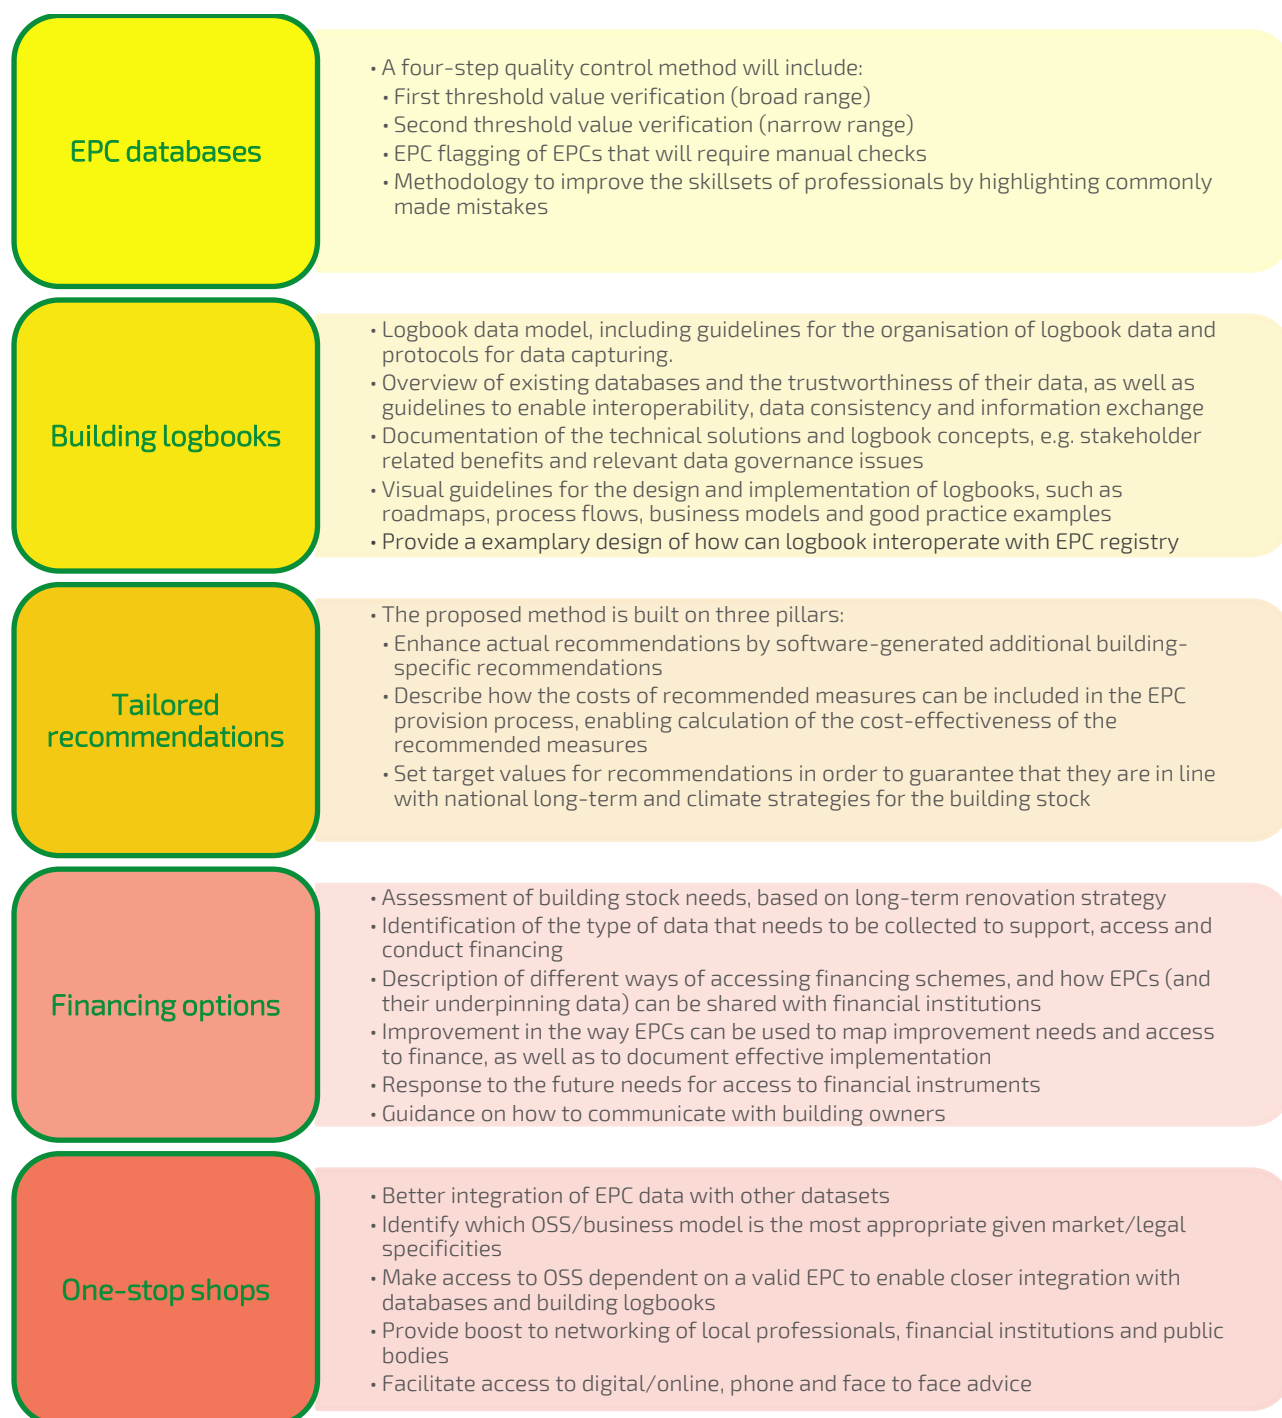 EPC databases
• A four-step quality control method will include:
• First threshold value verification (broad range)
• Second threshold value verification (narrow range)
• EPC flagging of EPCs that will require manual checks
• Methodology to improve the skillsets of professionals by highlighting commonly
made mistakes
Building logbooks
• Logbook data model, including guidelines for the organisation of logbook data and
protocols for data capturing.
• Overview of existing databases and the trustworthiness of their data, as well as
guidelines to enable interoperability, data consistency and information exchange
• Documentation of the technical solutions and logbook concepts, e.g. stakeholder
related benefits and relevant data governance issues
• Visual guidelines for the design and implementation of logbooks, such as
roadmaps, process flows, business models and good practice examples
• Provide a examplary design of how can logbook interoperate with EPC registry
Tailored
recommendations
• The proposed method is built on three pillars:
• Enhance actual recommendations by software-generated additional building-
specific recommendations
• Describe how the costs of recommended measures can be included in the EPC
provision process, enabling calculation of the cost-effectiveness of the
recommended measures
• Set target values for recommendations in order to guarantee that they are in line
with national long-term and climate strategies for the building stock
Financing options
• Assessment of building stock needs, based on long-term renovation strategy
• Identification of the type of data that needs to be collected to support, access and
conduct financing
• Description of different ways of accessing financing schemes, and how EPCs (and
their underpinning data) can be shared with financial institutions
• Improvement in the way EPCs can be used to map improvement needs and access
to finance, as well as to document effective implementation
• Response to the future needs for access to financial instruments
• Guidance on how to communicate with building owners
One-stop shops
• Better integration of EPC data with other datasets
• Identify which OSS/business model is the most appropriate given market/legal
specificities
• Make access to OSS dependent on a valid EPC to enable closer integration with
databases and building logbooks
• Provide boost to networking of local professionals, financial institutions and public
bodies
• Facilitate access to digital/online, phone and face to face advice